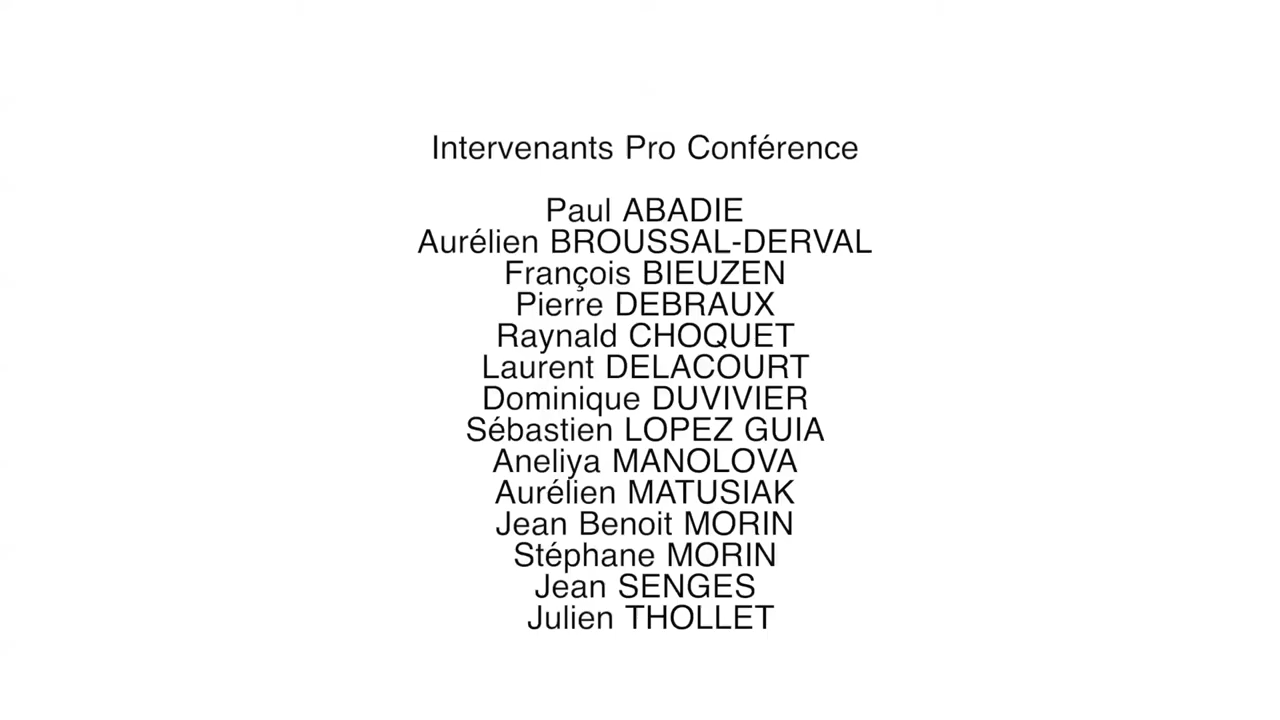 Intervenants Pro Conférence
Paul ABADIE
Aurélien BROUSSAL-DERVAL
François BIEUZEN
Pierre DEBRAUX
Raynald CHOQUET
Laurent DELACOURT
Dominique DUVIVIER
Sébastien LOPEZ GUIA
Aneliya MANOLOVA
Aurélien MATUSIAK
Jean Benoit MORIN
Stéphane MORIN
Jean SENGES
Julien THOLLET